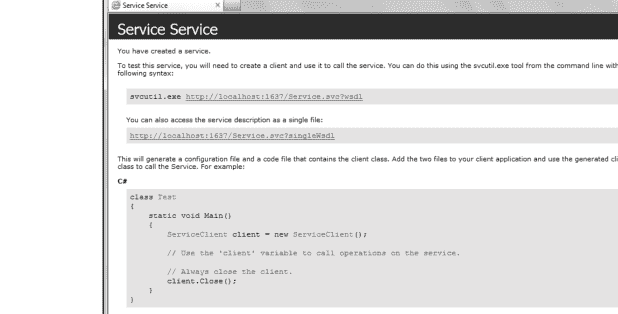 Service Service
Service Service
You have created a service.
To test this service, you will need to create a client and use it to call the service. You can do this using the svcutil.exe tool from the command line with
following syntax:
svcutil.exe http://localhost:1637/Service.svc?wsdl
You can also access the service description as a single file:
http://localhost:1637/Service.svc?singleWsdl
This will generate a configuration file and a code file that contains the client class. Add the two files to your client application and use the generated cli
class to call the Service. For example:
C#
class Test
{
static void Main()
{
ServiceClient client = new ServiceClient();
// Use the 'client' variable to call operations on the service.
// Always close the client.
client.Close();
}
}